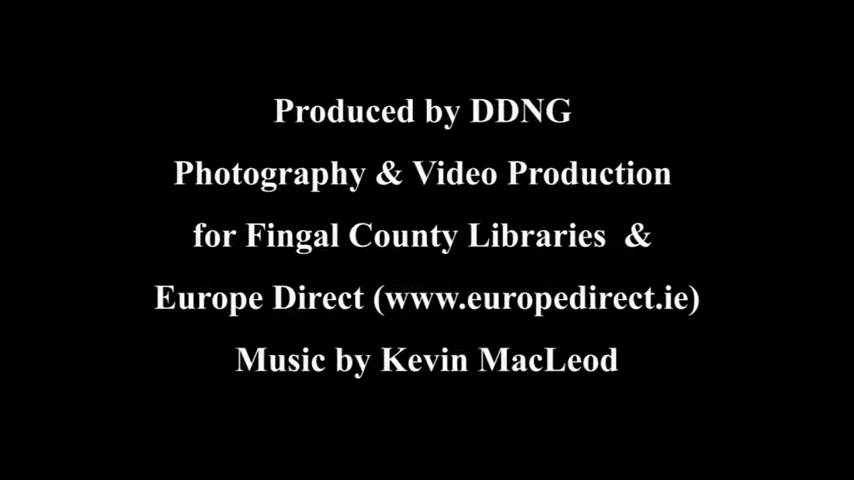 Produced by DDNG
Photography & Video Production
for Fingal County Libraries &
Europe Direct (www.europedirect.ie)
Music by Kevin MacLeod